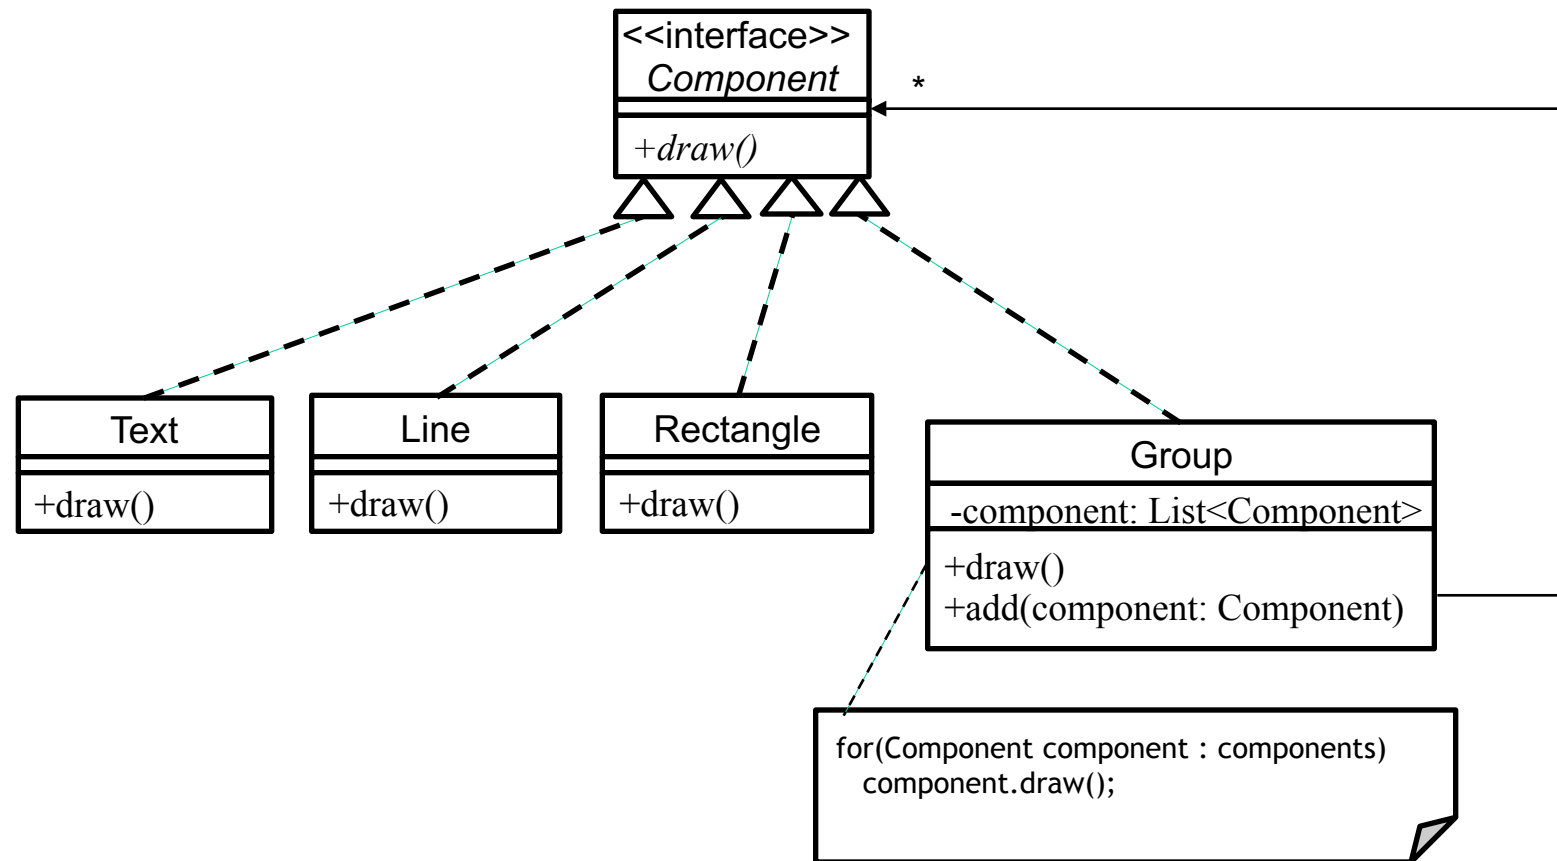 <<interface>>
Component
*
+draw()
Text
+draw()
Line
+draw()
Rectangle
+draw()
Group
-component: List<Component>
+draw()
+add(component: Component)
for(Component component : components)
component.draw();